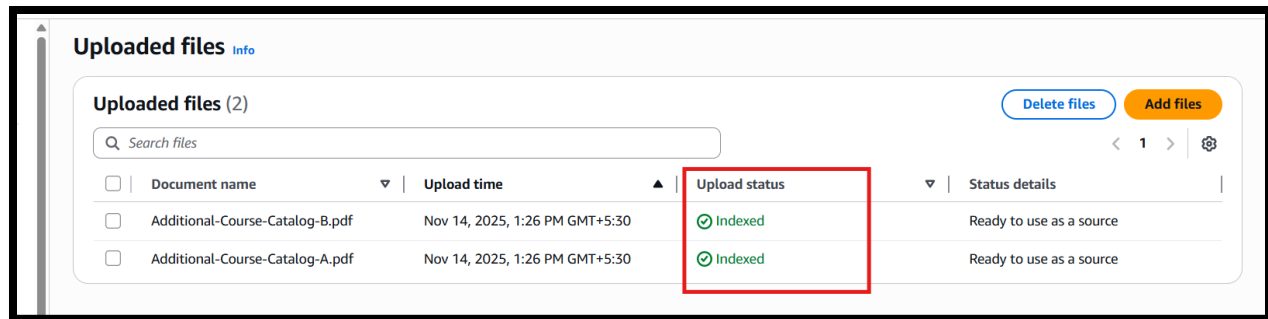 Uploaded files Info
Uploaded files (2)
Delete files
Add files
Search files
1
Document name Upload time Upload status Status details
Additional-Course-Catalog-B.pdf Nov 14, 2025, 1:26 PM GMT+5:30 Indexed Ready to use as a source
Additional-Course-Catalog-A.pdf Nov 14, 2025, 1:26 PM GMT+5:30 Indexed Ready to use as a source